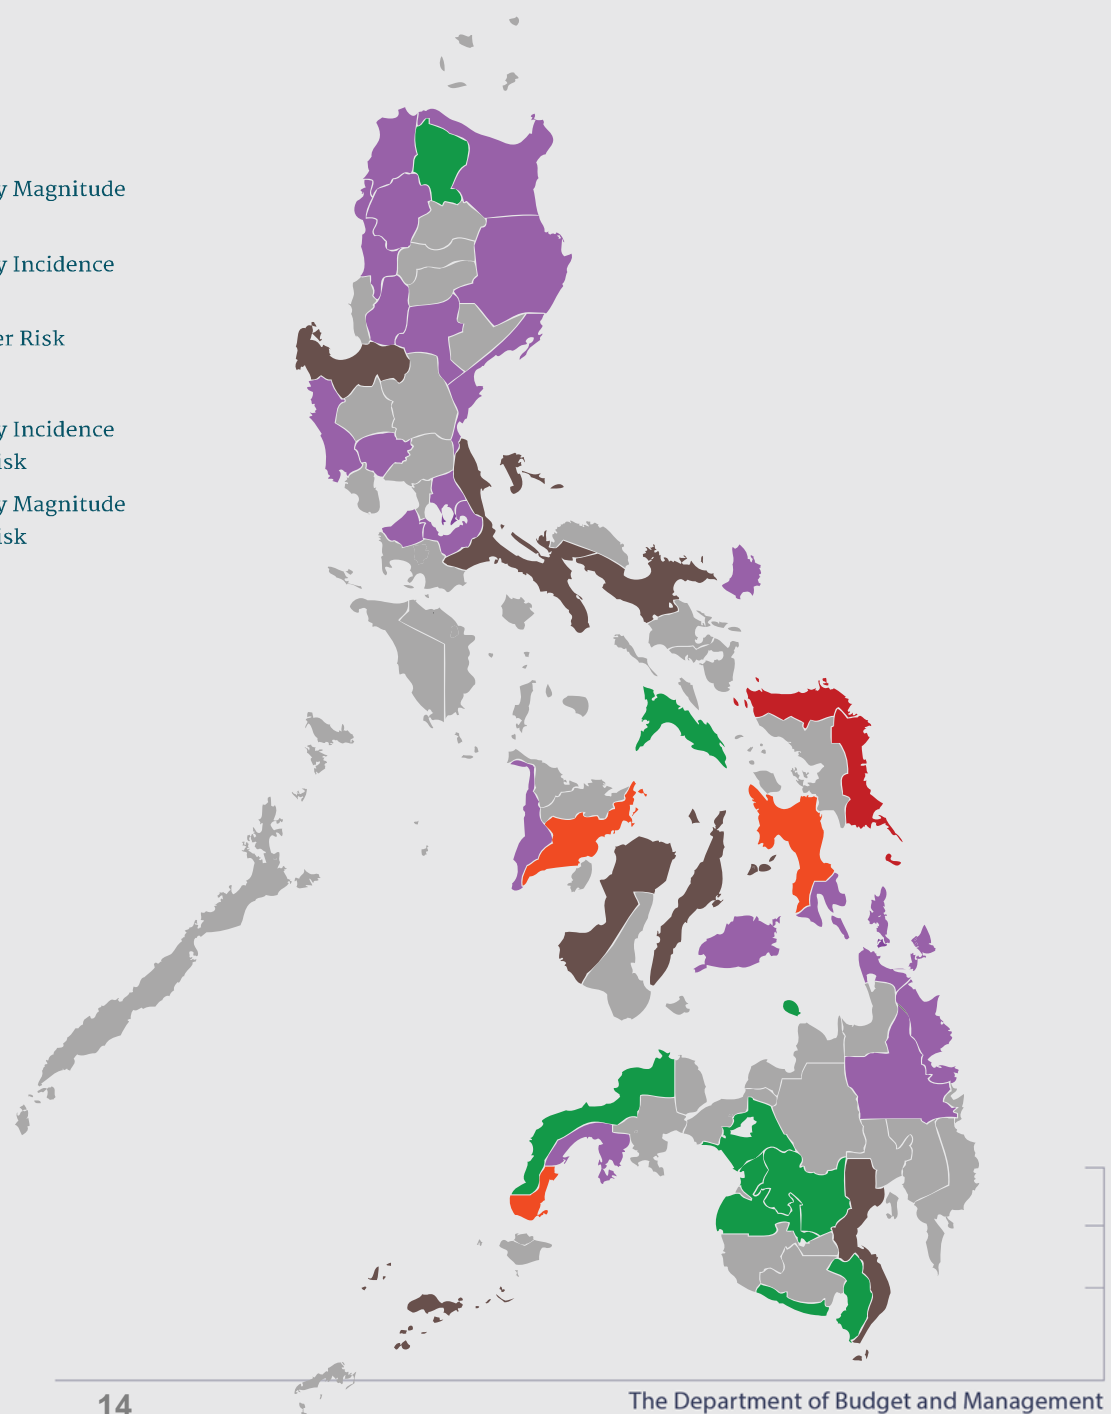 y Magnitude
y Incidence
er Risk
y Incidence
isk
y Magnitude
isk
14
The Department of Budget and Management